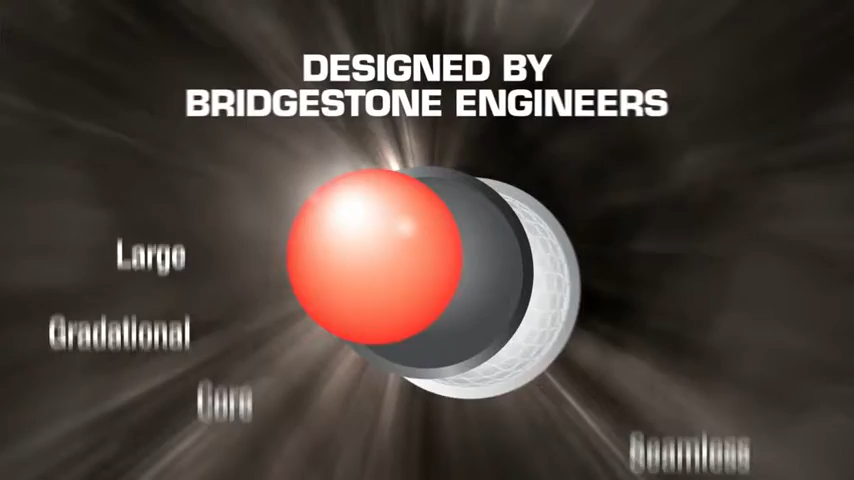 DESIGNED BY
BRIDGESTONE ENGINEERS
Large
Gradational
Core
Seamless